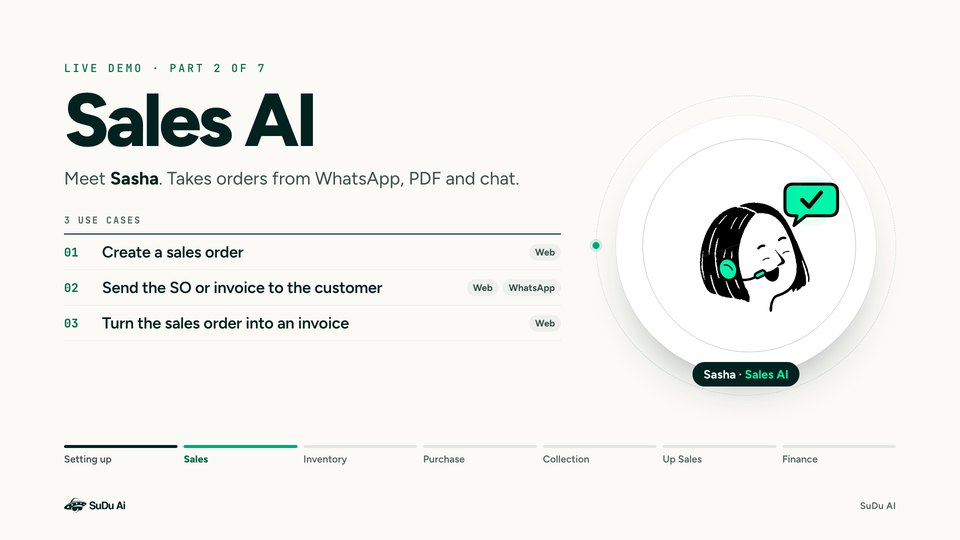 LIVE DEMO · PART 2 OF 7
Sales AI
Meet Sasha. Takes orders from WhatsApp, PDF and chat.
3 USE CASES
01 Create a sales order Web
02 Send the SO or invoice to the customer Web WhatsApp
03 Turn the sales order into an invoice Web
Sasha · Sales AI
Setting up Sales Inventory Purchase Collection Up Sales Finance
SuDu Ai
SuDu AI